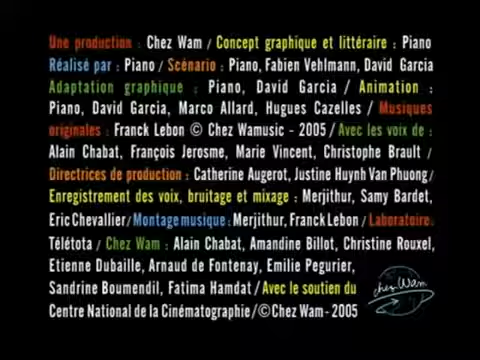 Une production : Chez Wam / Concept graphique et littéraire : Piano
Réalisé par : Piano / Scénario : Piano, Fabien Vehlmann, David Garcia
Adaptation graphique : Piano, David Garcia / Animation :
Piano, David Garcia, Marco Allard, Hugues Cazelles / Musiques
originales : Franck Lebon © Chez Wamusic - 2005 / Avec les voix de :
Alain Chabat, François Jerosme, Marie Vincent, Christophe Brault /
Directrices de production : Catherine Augerot, Justine Huynh Van Phuong /
Enregistrement des voix, bruitage et mixage : Merjithur, Samy Bardet,
Eric Chevallier / Montage musique : Merjithur, Franck Lebon / Laboratoire :
Télétota / Chez Wam : Alain Chabat, Amandine Billot, Christine Rouxel,
Etienne Dubaille, Arnaud de Fontenay, Emilie Pegurier,
Sandrine Boumendil, Fatima Hamdat / Avec le soutien du
Centre National de la Cinématographie / © Chez Wam - 2005
chez Wam